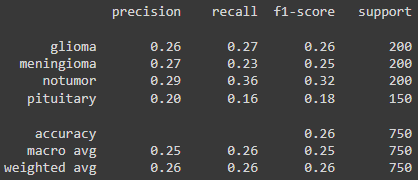 precision recall f1-score support
glioma 0.26 0.27 0.26 200
meningioma 0.27 0.23 0.25 200
notumor 0.29 0.36 0.32 200
pituitary 0.20 0.16 0.18 150
accuracy 0.26 750
macro avg 0.25 0.26 0.25 750
weighted avg 0.26 0.26 0.26 750